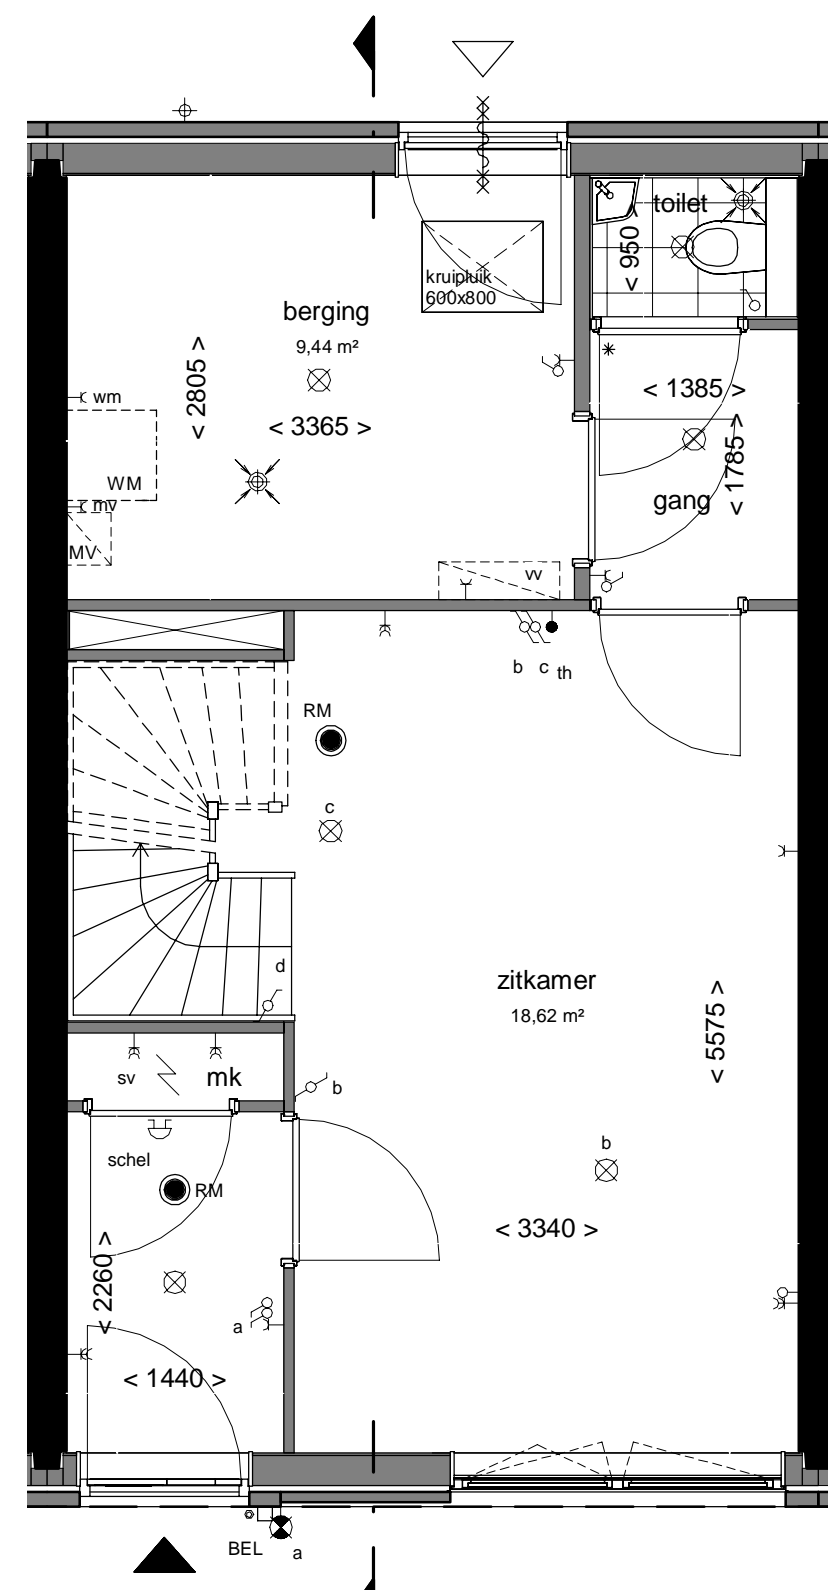 toilet
< 950 >
kruipluik
600x800
berging
9,44 m²
< 2805 >
< 3365 >
< 1385 >
< 1785 >
gang
wm
WM
mv
MV
vv
b c th
RM
c
d
zitkamer
18,62 m²
< 5575 >
sv
mk
b
schel
RM
b
< 3340 >
< 2260 >
a
< 1440 >
BEL
a